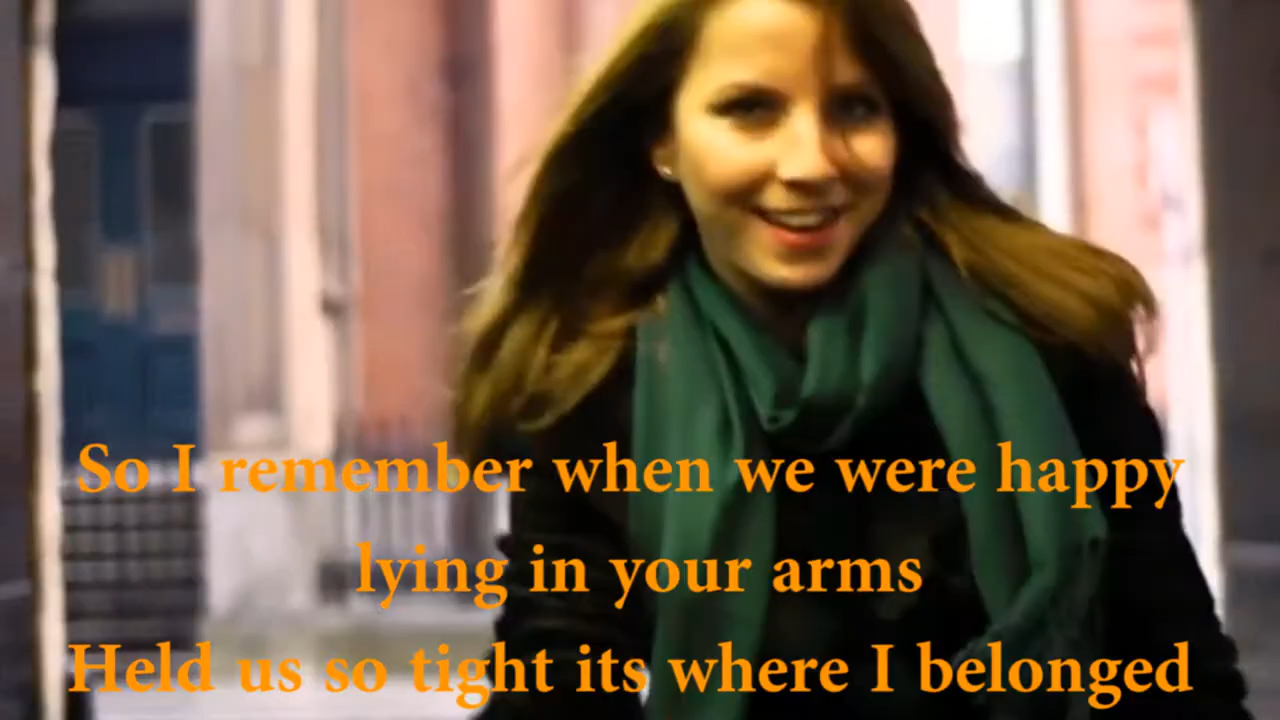 So I remember when we were happy
lying in your arms
Held us so tight its where I belonged